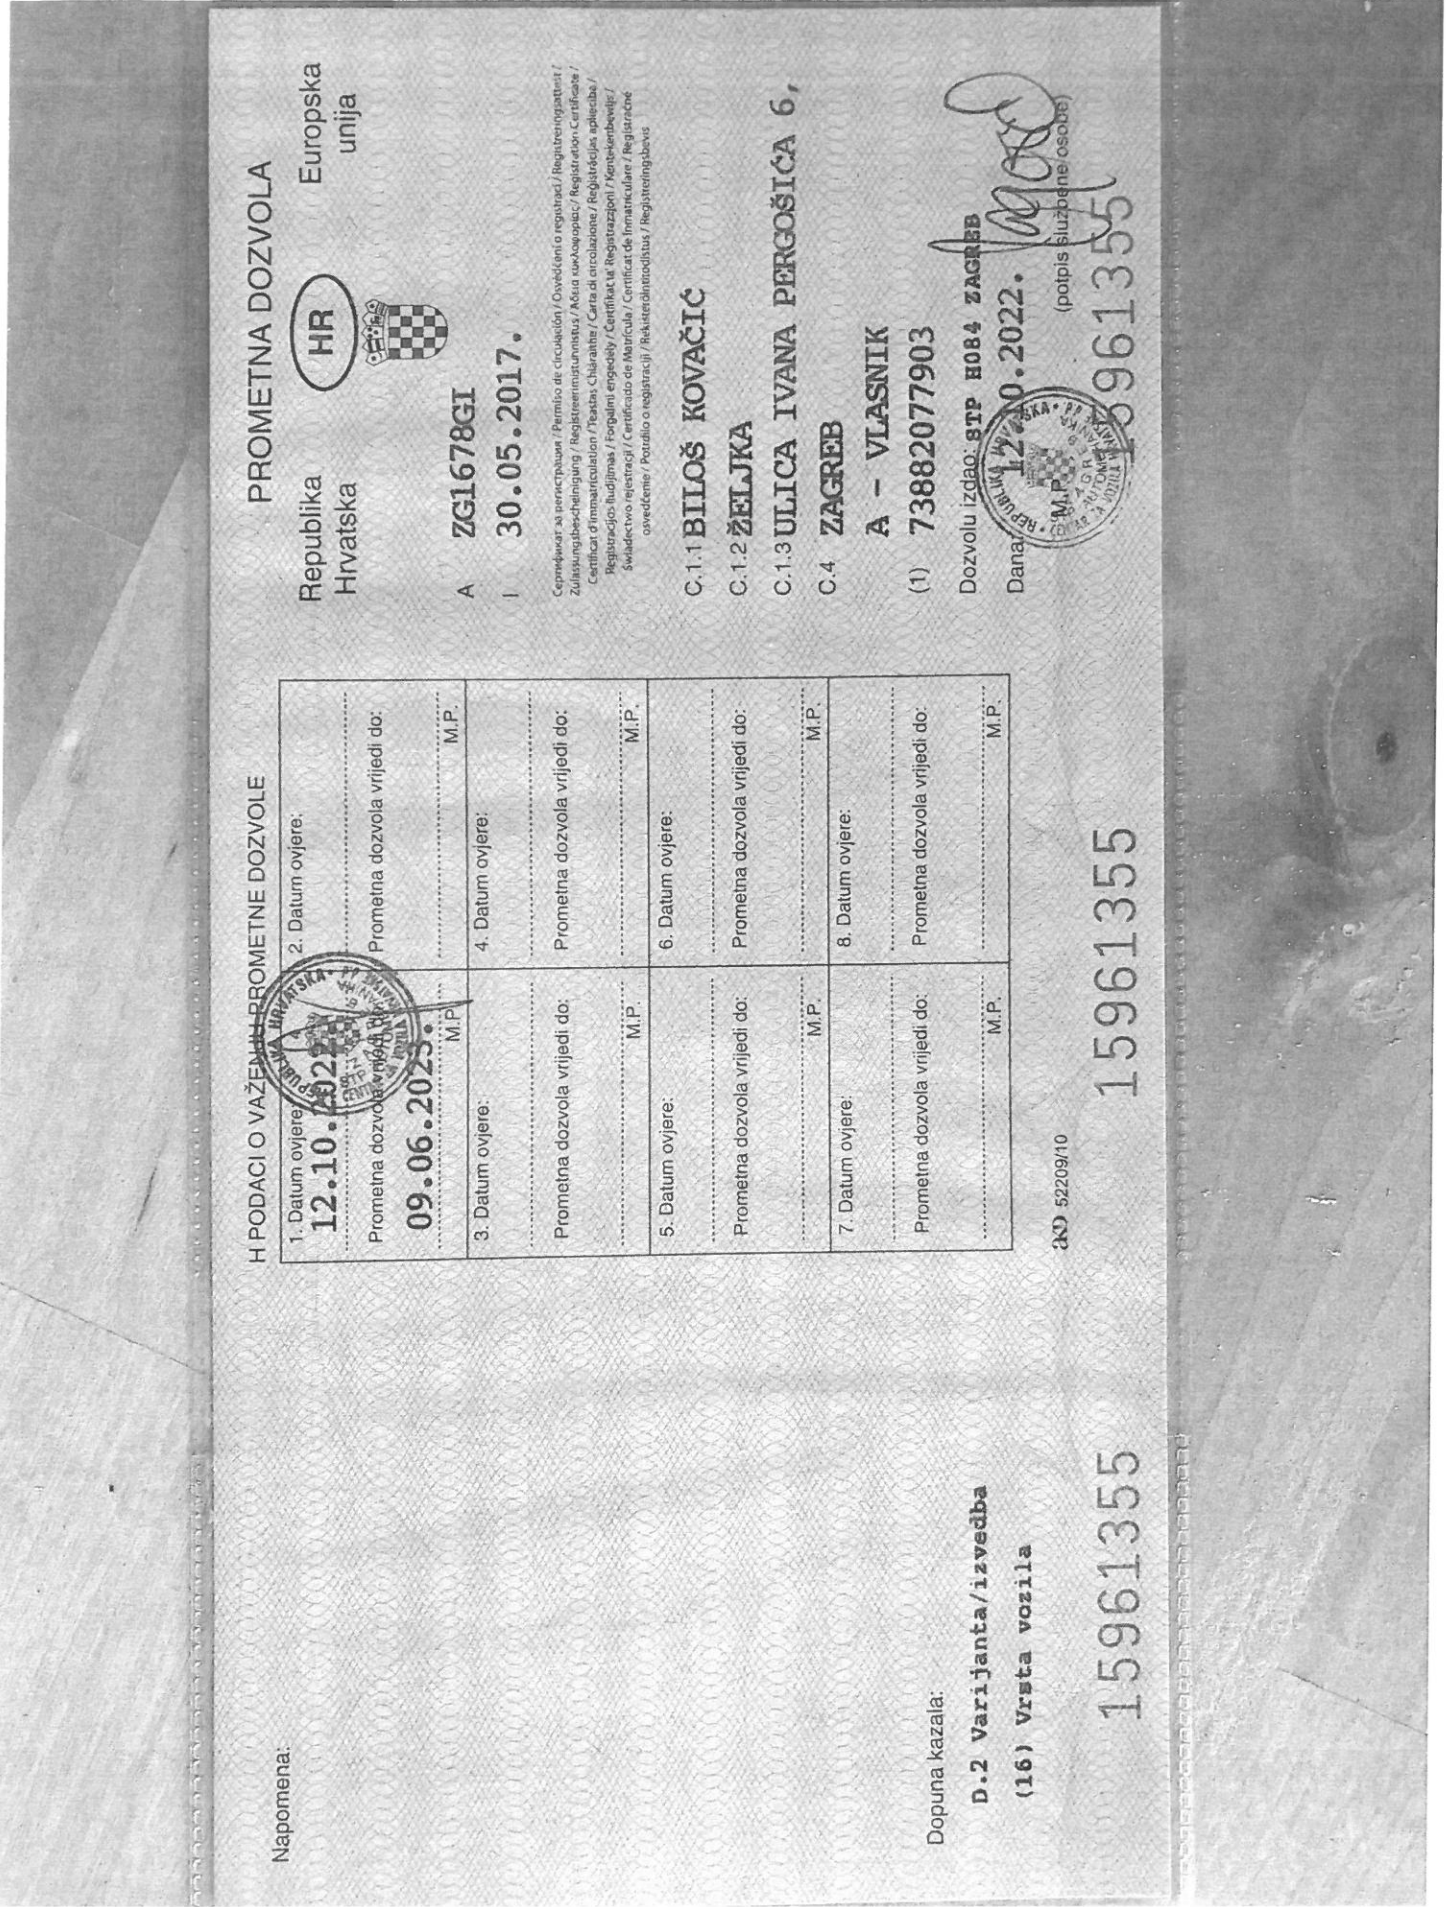 Napomena:
Dopuna kazala:
D.2 Varijanta/izvedba
(16) Vrsta vozila
15961355
H PODACI O VAŽENJU PROMETNE DOZVOLE
1. Datum ovjere:
12.10.2022.
Prometna dozvola vrijedi do:
09.06.2023.
M.P.
2. Datum ovjere:
Prometna dozvola vrijedi do:
M.P.
3. Datum ovjere:
Prometna dozvola vrijedi do:
M.P.
4. Datum ovjere:
Prometna dozvola vrijedi do:
M.P.
5. Datum ovjere:
Prometna dozvola vrijedi do:
M.P.
6. Datum ovjere:
Prometna dozvola vrijedi do:
M.P.
7. Datum ovjere:
Prometna dozvola vrijedi do:
M.P.
8. Datum ovjere:
Prometna dozvola vrijedi do:
M.P.
52209/10
15961355
PROMETNA DOZVOLA
Republika
Hrvatska
HR
Europska
unija
A ZG1678GI
I 30.05.2017.
Сертификат за регистрация / Permiso de circulación / Osvědčení o registraci / Registreringsattest /
Zulassungsbescheinigung / Registreerimistunnistus / Άδεια κυκλοφορίας / Registration Certificate /
Certificat d'immatriculation / Teastas Chláraithe / Carta di circolazione / Reģistrācijas apliecība /
Registracijos liudijimas / Forgalmi engedély / Ċertifikat ta' Reġistrazzjoni / Kentekenbewijs /
Świadectwo rejestracji / Certificado de Matrícula / Certificat de Inmatriculare / Registračné
osvedčenie / Potrdilo o registraciji / Rekisteröintitodistus / Registreringsbevis
C.1.1 BILOŠ KOVAČIĆ
C.1.2 ŽELJKA
C.1.3 ULICA IVANA PERGOŠIĆA 6,
C.4 ZAGREB
A - VLASNIK
(1) 73882077903
Dozvolu izdao: STP H084 ZAGREB
Dana: 12.10.2022.
M.P.
(potpis službene osobe)
REPUBLIKA HRVATSKA
15961355